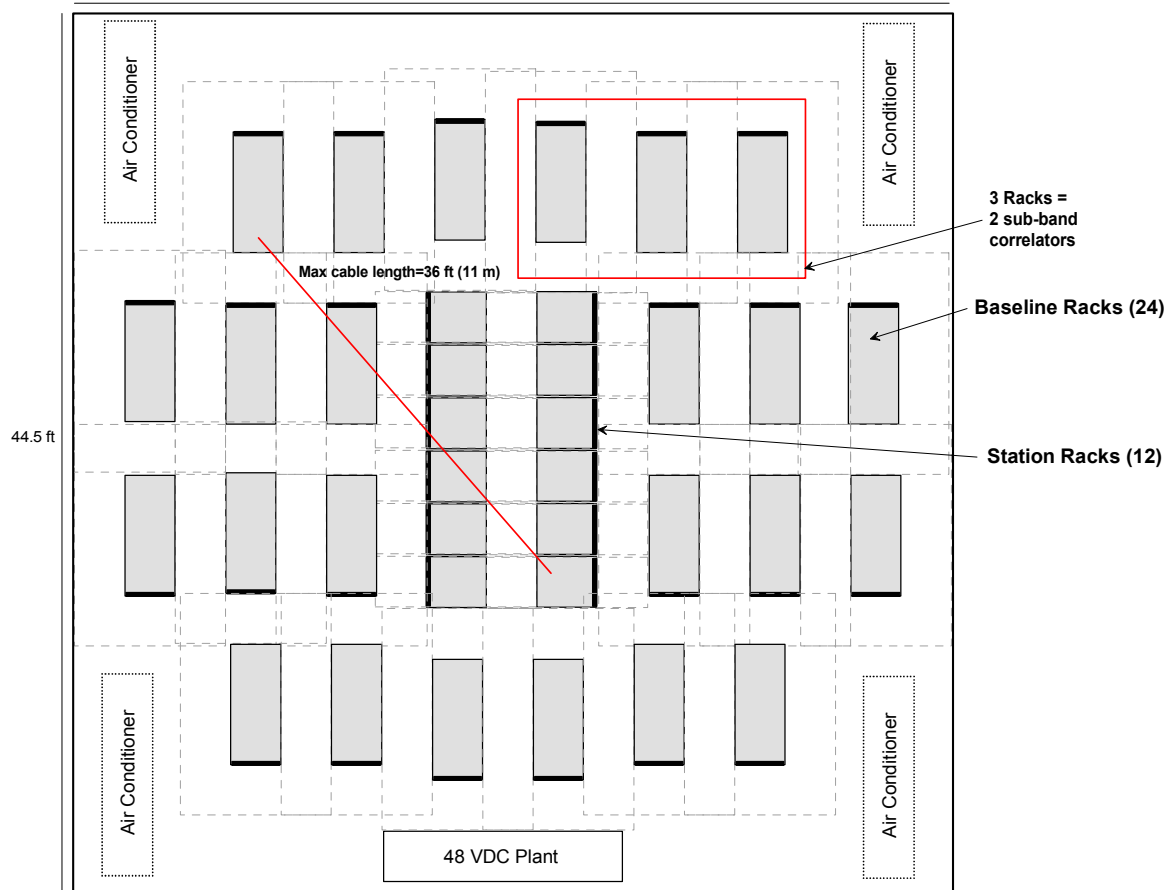 Air Conditioner
Air Conditioner
3 Racks =
2 sub-band
correlators
Max cable length=36 ft (11 m)
Baseline Racks (24)
44.5 ft
Station Racks (12)
Air Conditioner
Air Conditioner
48 VDC Plant